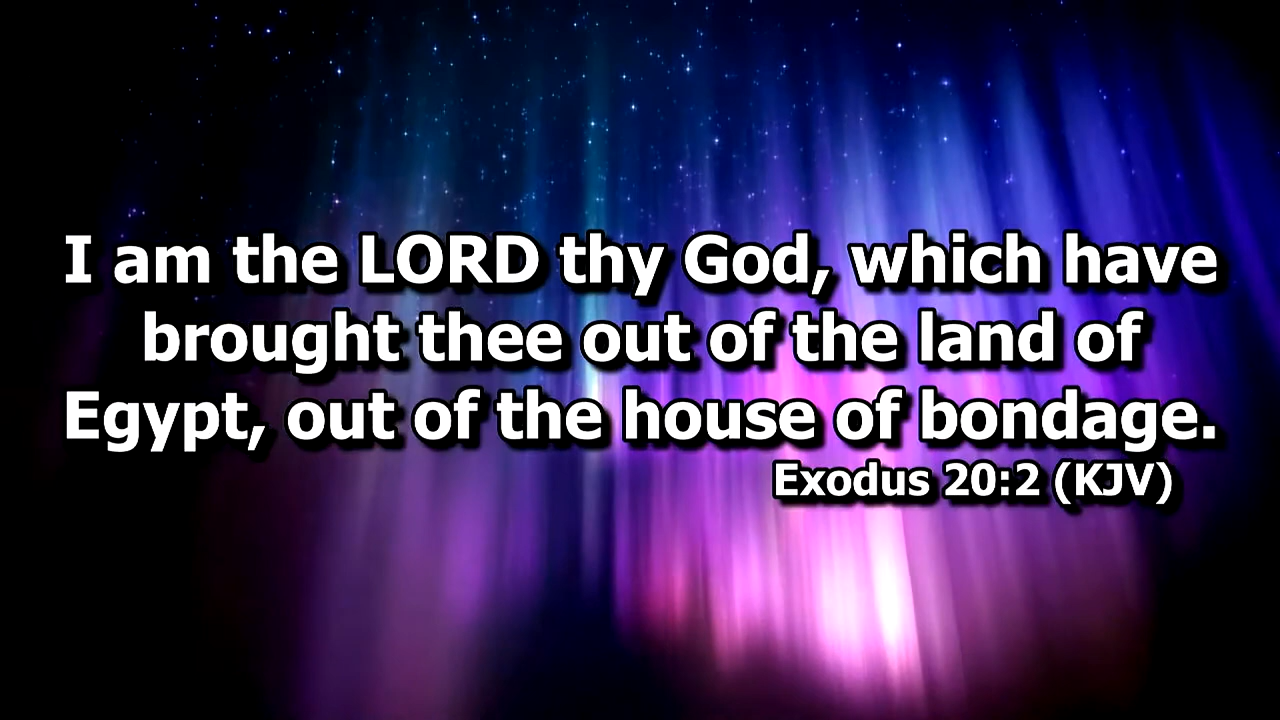 I am the LORD thy God, which have
brought thee out of the land of
Egypt, out of the house of bondage.
Exodus 20:2 (KJV)